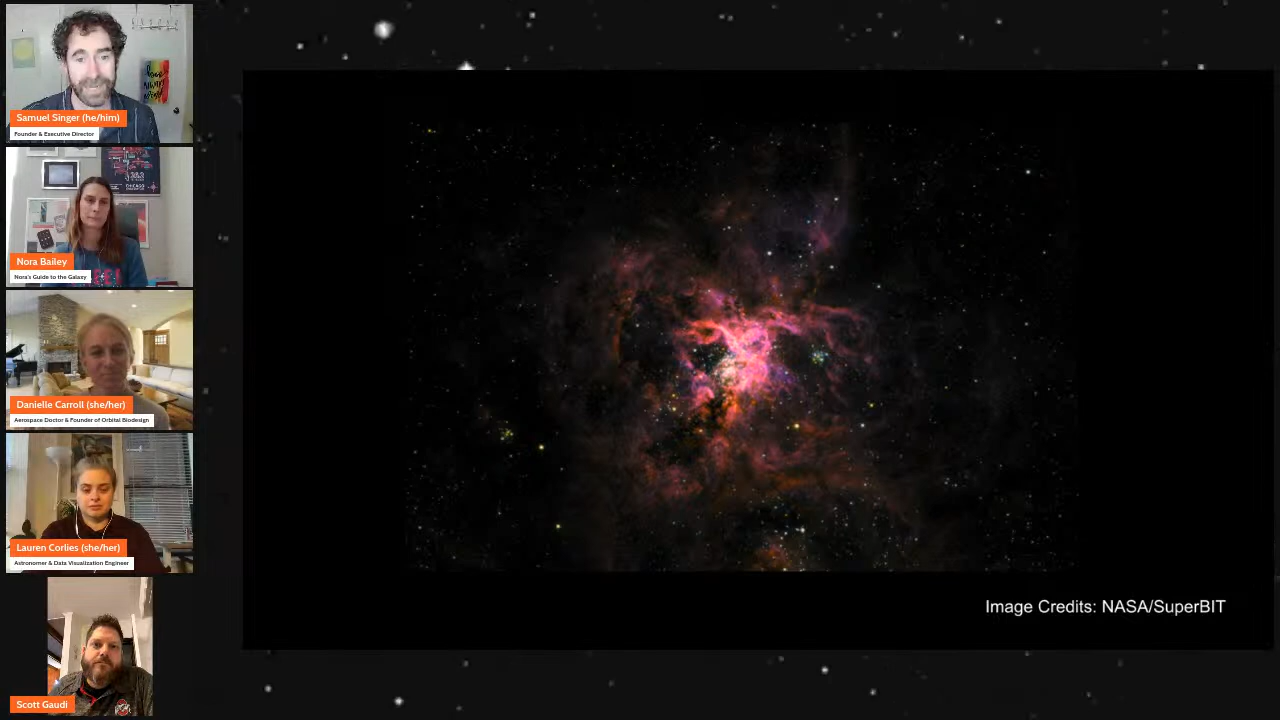 Samuel Singer (he/him)
Founder & Executive Director
Nora Bailey
Nora's Guide to the Galaxy
Danielle Carroll (she/her)
Aerospace Doctor & Founder of Orbital Biodesign
Lauren Corlies (she/her)
Astronomer & Data Visualization Engineer
Scott Gaudi
Image Credits: NASA/SuperBIT